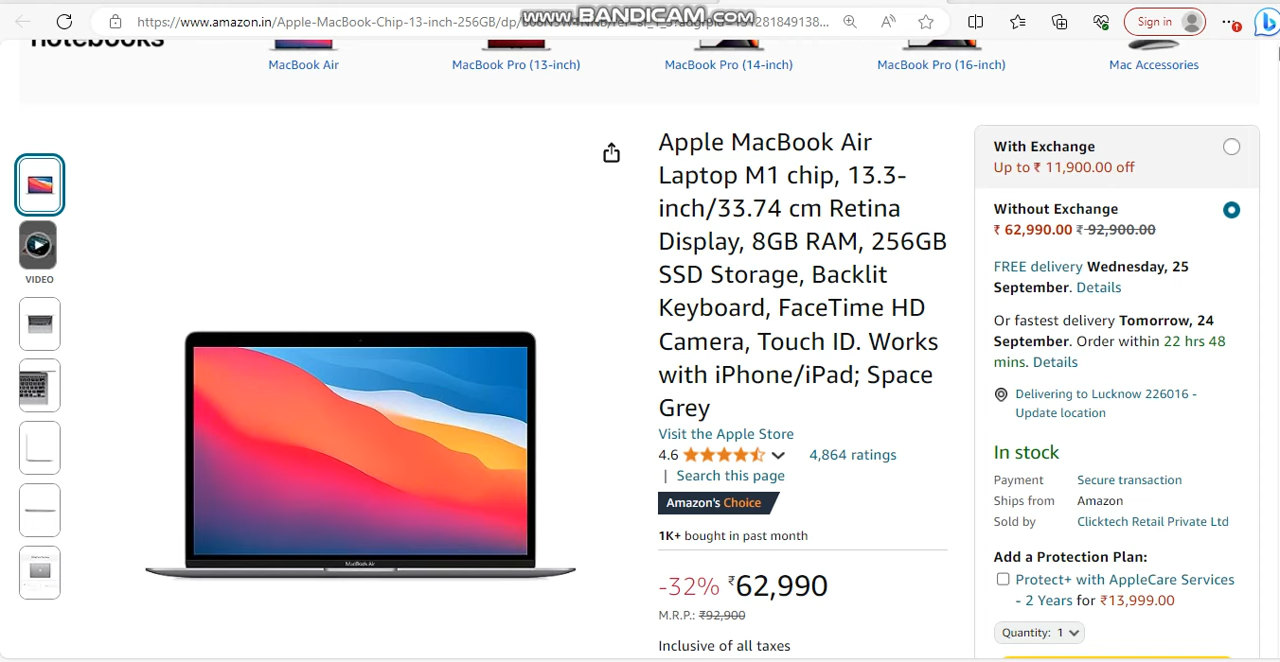 https://www.amazon.in/Apple-MacBook-Chip-13-inch-256GB/dp/
www.BANDICAM.com
Sign in
notebooks
MacBook Air
MacBook Pro (13-inch)
MacBook Pro (14-inch)
MacBook Pro (16-inch)
Mac Accessories
VIDEO
MacBook Air
Apple MacBook Air
Laptop M1 chip, 13.3-
inch/33.74 cm Retina
Display, 8GB RAM, 256GB
SSD Storage, Backlit
Keyboard, FaceTime HD
Camera, Touch ID. Works
with iPhone/iPad; Space
Grey
Visit the Apple Store
4.6 4,864 ratings
| Search this page
Amazon's Choice
1K+ bought in past month
-32% ₹62,990
M.R.P.: ₹92,900
Inclusive of all taxes
With Exchange
Up to ₹ 11,900.00 off
Without Exchange
₹ 62,990.00 ₹ 92,900.00
FREE delivery Wednesday, 25
September. Details
Or fastest delivery Tomorrow, 24
September. Order within 22 hrs 48
mins. Details
Delivering to Lucknow 226016 -
Update location
In stock
Payment Secure transaction
Ships from Amazon
Sold by Clicktech Retail Private Ltd
Add a Protection Plan:
Protect+ with AppleCare Services
- 2 Years for ₹13,999.00
Quantity: 1